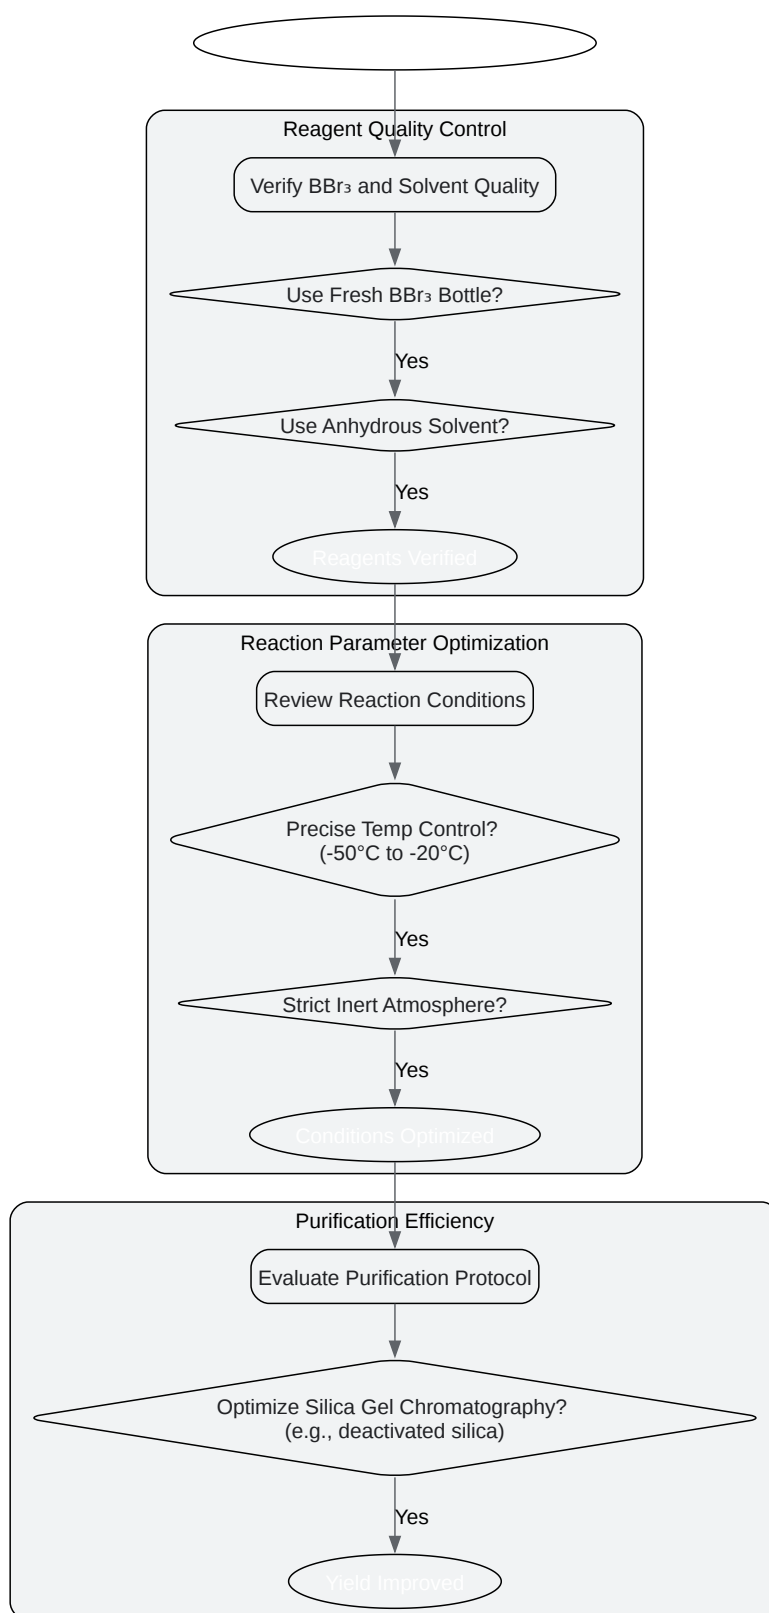 Reagent Quality Control
Verify BBr₃ and Solvent Quality
Use Fresh BBr₃ Bottle?
Yes
Use Anhydrous Solvent?
Yes
Reagents Verified
Reaction Parameter Optimization
Review Reaction Conditions
Precise Temp Control?
(-50°C to -20°C)
Yes
Strict Inert Atmosphere?
Yes
Conditions Optimized
Purification Efficiency
Evaluate Purification Protocol
Optimize Silica Gel Chromatography?
(e.g., deactivated silica)
Yes
Yield Improved